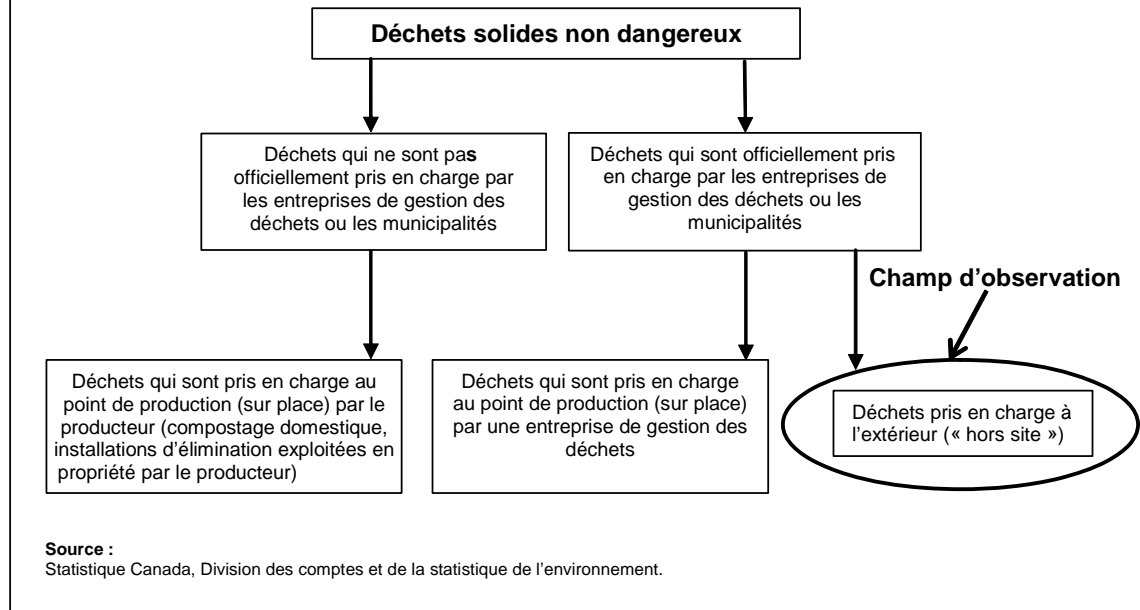 Déchets solides non dangereux
Déchets qui ne sont pas
officiellement pris en charge par
les entreprises de gestion des
déchets ou les municipalités
Déchets qui sont officiellement pris
en charge par les entreprises de
gestion des déchets ou les
municipalités
Champ d’observation
Déchets qui sont pris en charge au
point de production (sur place) par le
producteur (compostage domestique,
installations d’élimination exploitées en
propriété par le producteur)
Déchets qui sont pris en charge
au point de production (sur place)
par une entreprise de gestion des
déchets
Déchets pris en charge à
l’extérieur (« hors site »)
Source :
Statistique Canada, Division des comptes et de la statistique de l’environnement.